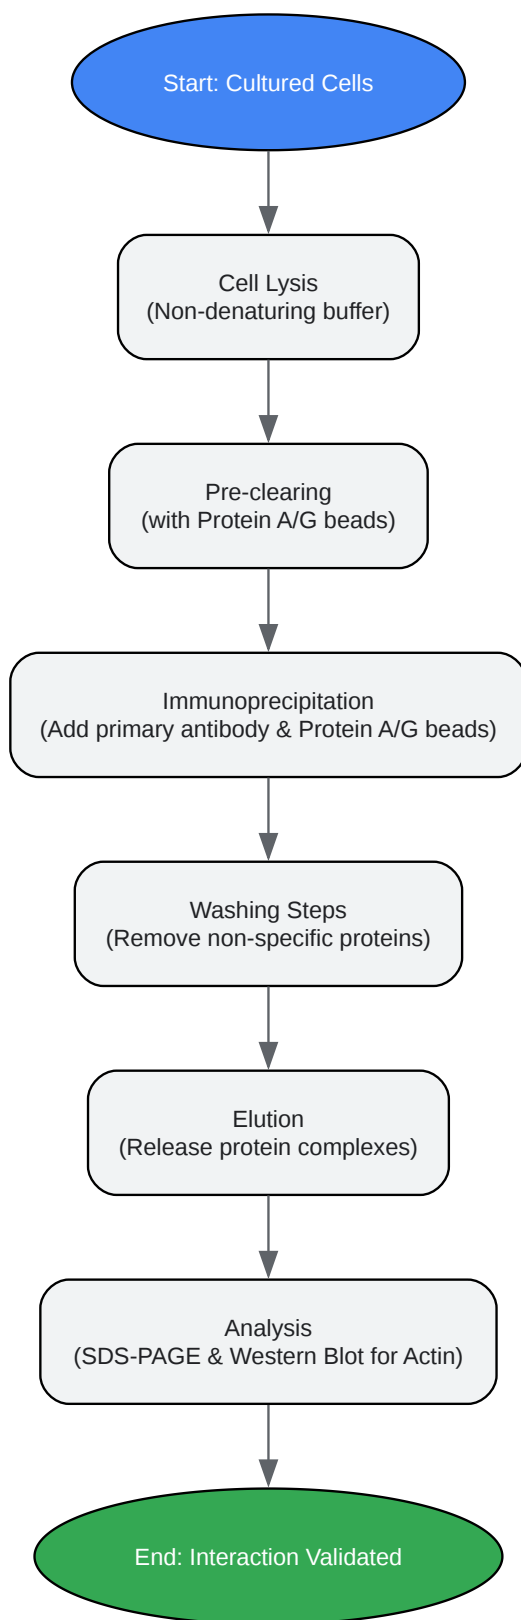 Start: Cultured Cells
Cell Lysis
(Non-denaturing buffer)
Pre-clearing
(with Protein A/G beads)
Immunoprecipitation
(Add primary antibody & Protein A/G beads)
Washing Steps
(Remove non-specific proteins)
Elution
(Release protein complexes)
Analysis
(SDS-PAGE & Western Blot for Actin)
End: Interaction Validated